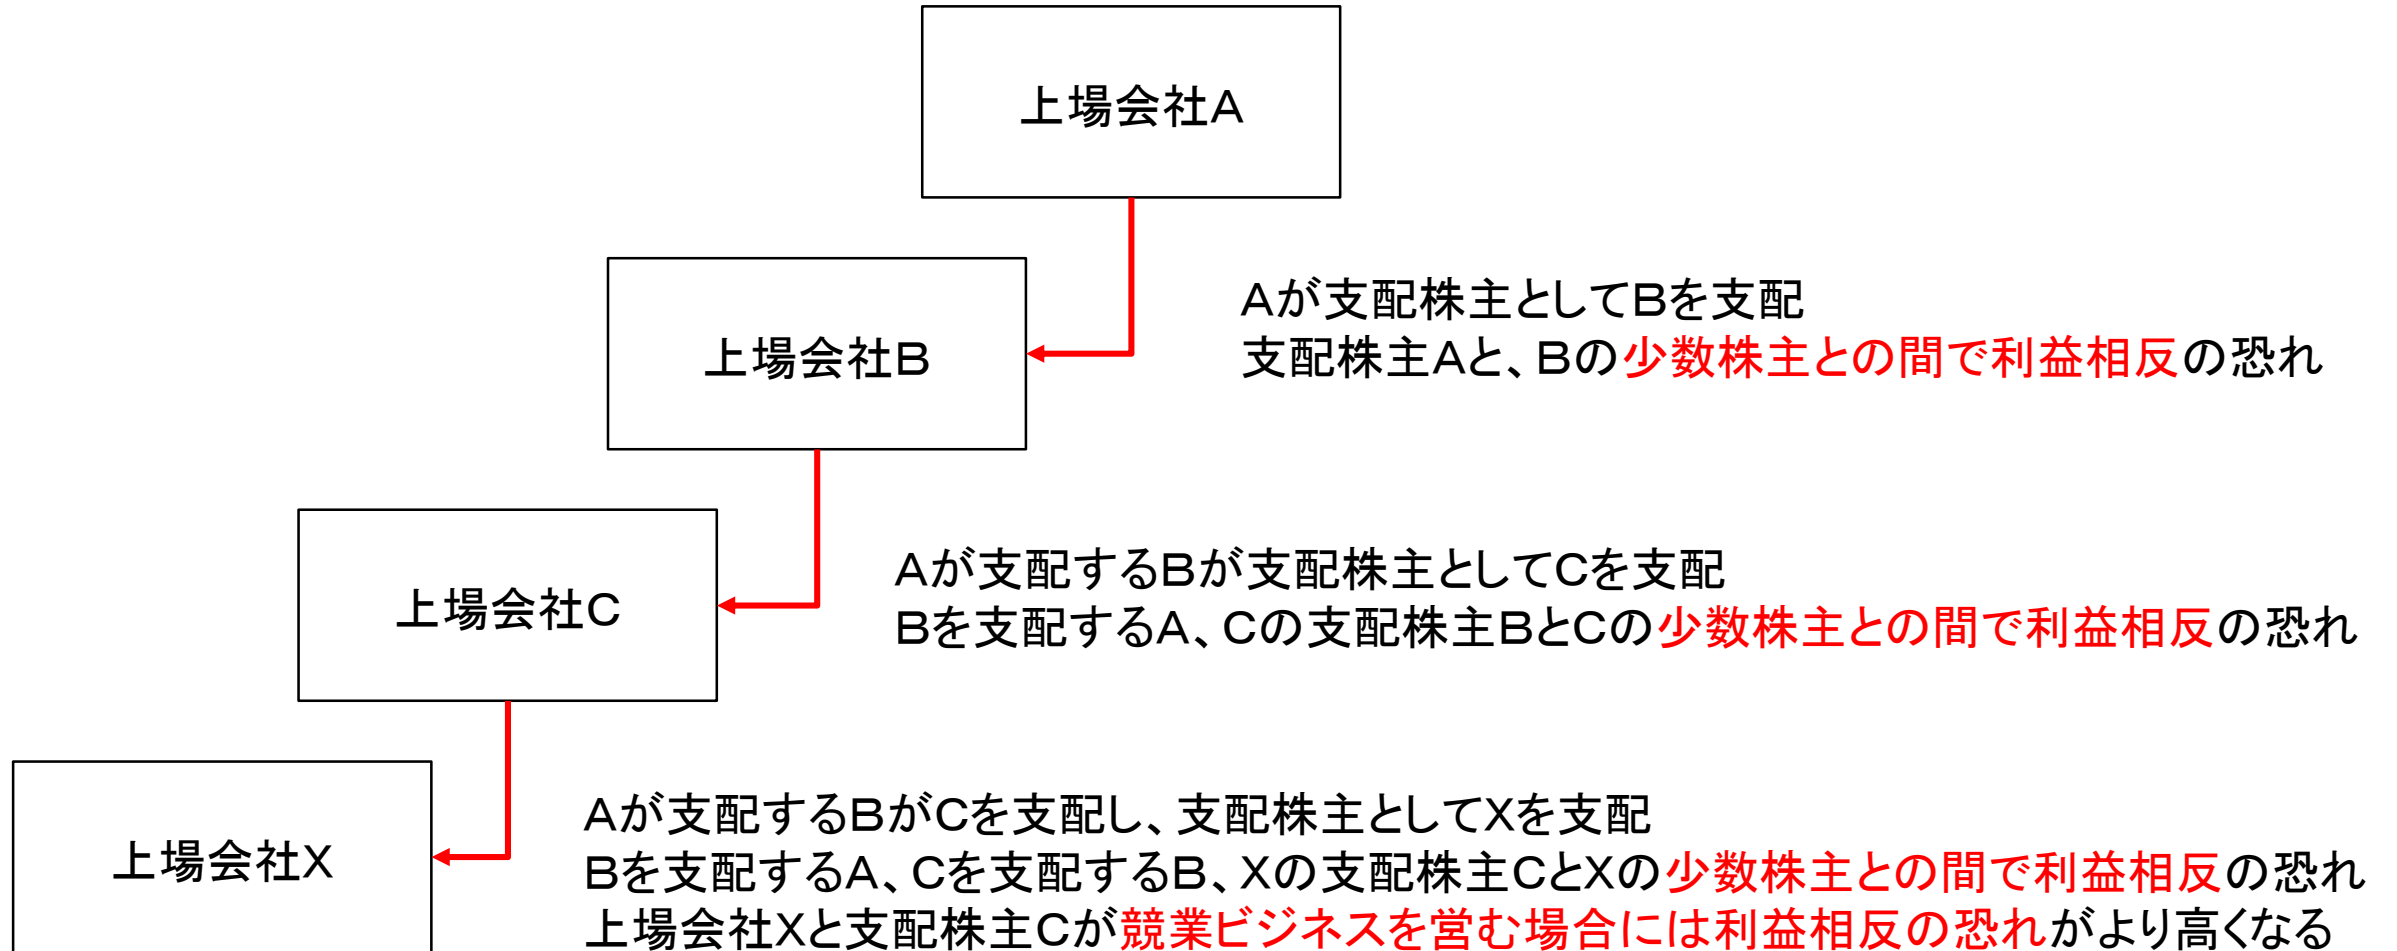 上場会社A
上場会社B
Aが支配株主としてBを支配
支配株主Aと、Bの少数株主との間で利益相反の恐れ
上場会社C
Aが支配するBが支配株主としてCを支配
Bを支配するA、Cの支配株主BとCの少数株主との間で利益相反の恐れ
上場会社X
Aが支配するBがCを支配し、支配株主としてXを支配
Bを支配するA、Cを支配するB、Xの支配株主CとXの少数株主との間で利益相反の恐れ
上場会社Xと支配株主Cが競業ビジネスを営む場合には利益相反の恐れがより高くなる